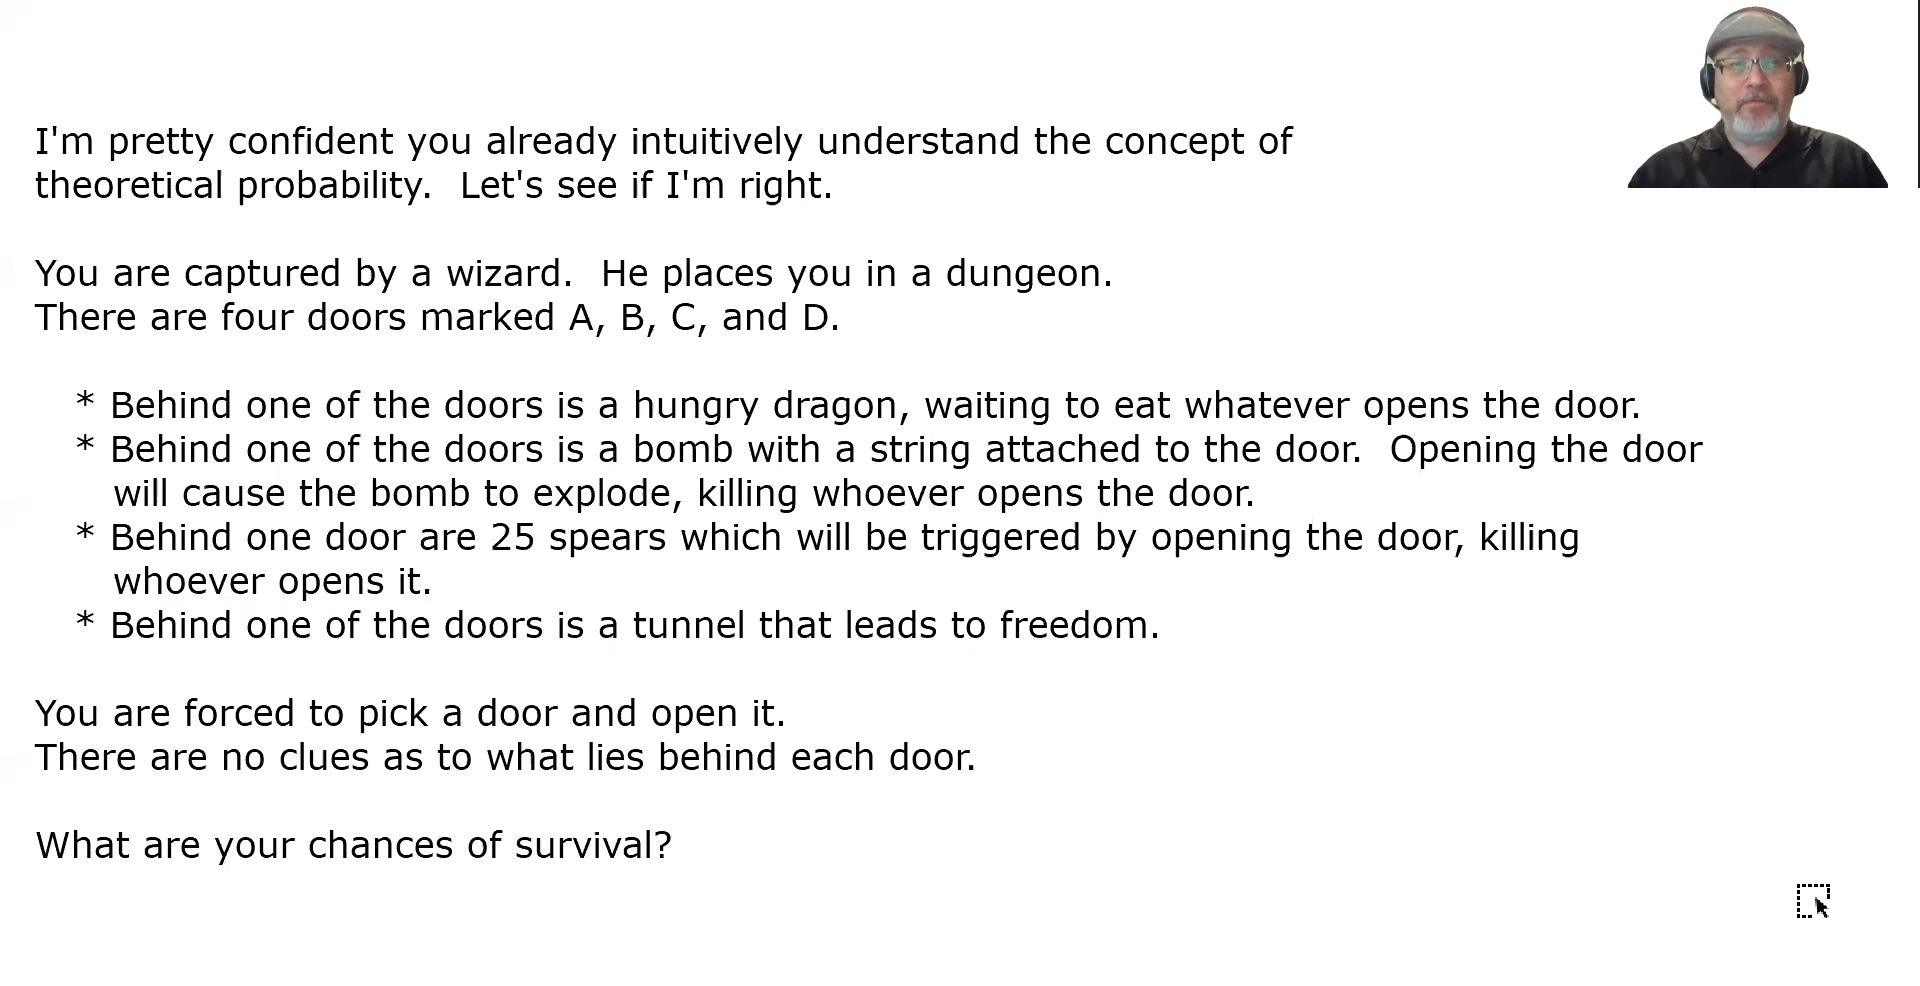 I'm pretty confident you already intuitively understand the concept of
theoretical probability.  Let's see if I'm right.
You are captured by a wizard.  He places you in a dungeon.
There are four doors marked A, B, C, and D.
* Behind one of the doors is a hungry dragon, waiting to eat whatever opens the door.
* Behind one of the doors is a bomb with a string attached to the door.  Opening the door
will cause the bomb to explode, killing whoever opens the door.
* Behind one door are 25 spears which will be triggered by opening the door, killing
whoever opens it.
* Behind one of the doors is a tunnel that leads to freedom.
You are forced to pick a door and open it.
There are no clues as to what lies behind each door.
What are your chances of survival?